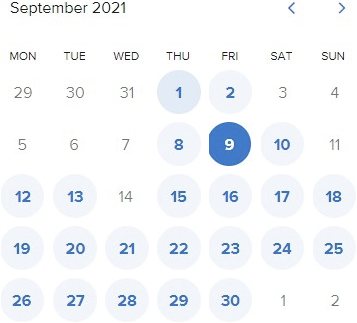 September 2021
MON TUE WED THU FRI SAT SUN
29 30 31 1 2 3 4
5 6 7 8 9 10 11
12 13 14 15 16 17 18
19 20 21 22 23 24 25
26 27 28 29 30 1 2